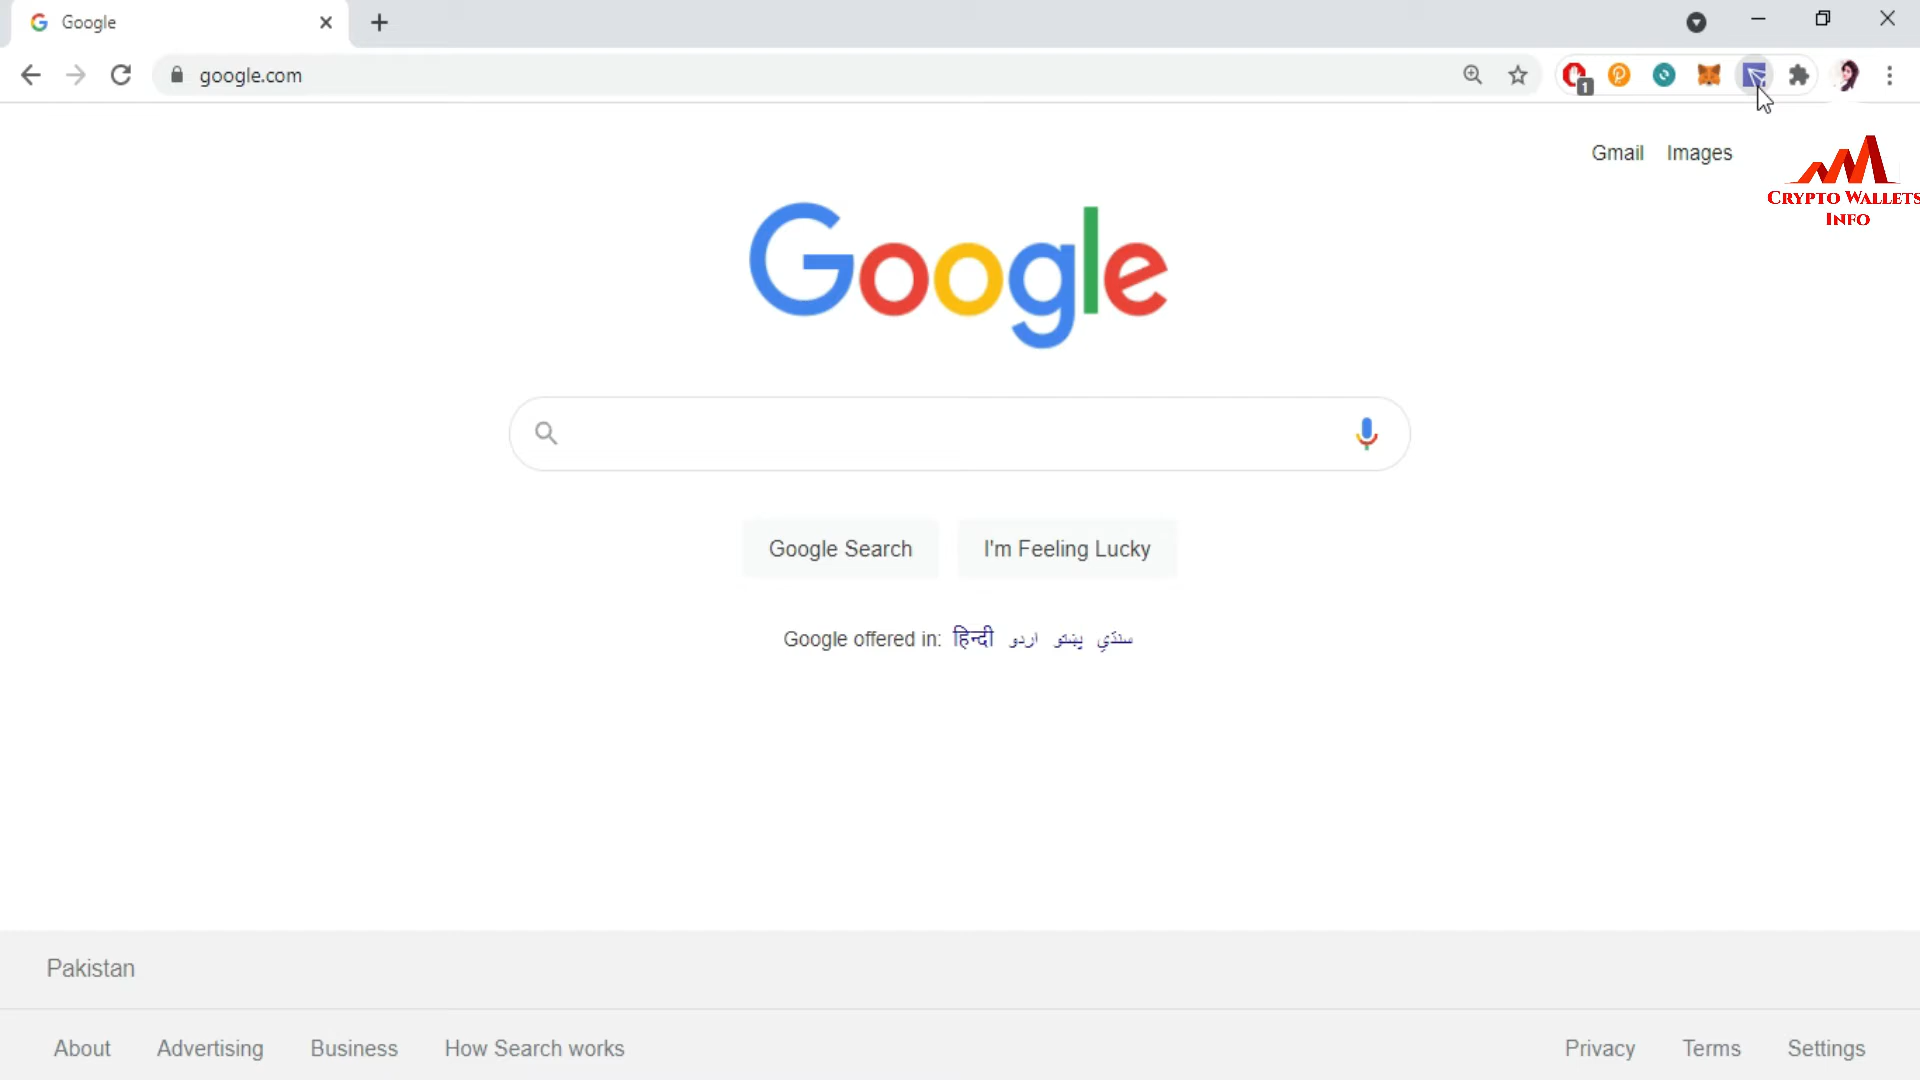 Google
google.com
1
Gmail Images
CRYPTO WALLETS
INFO
Google
Google Search I'm Feeling Lucky
Google offered in: हिन्दी اردو پښتو سنڌي
Pakistan
About Advertising Business How Search works Privacy Terms Settings